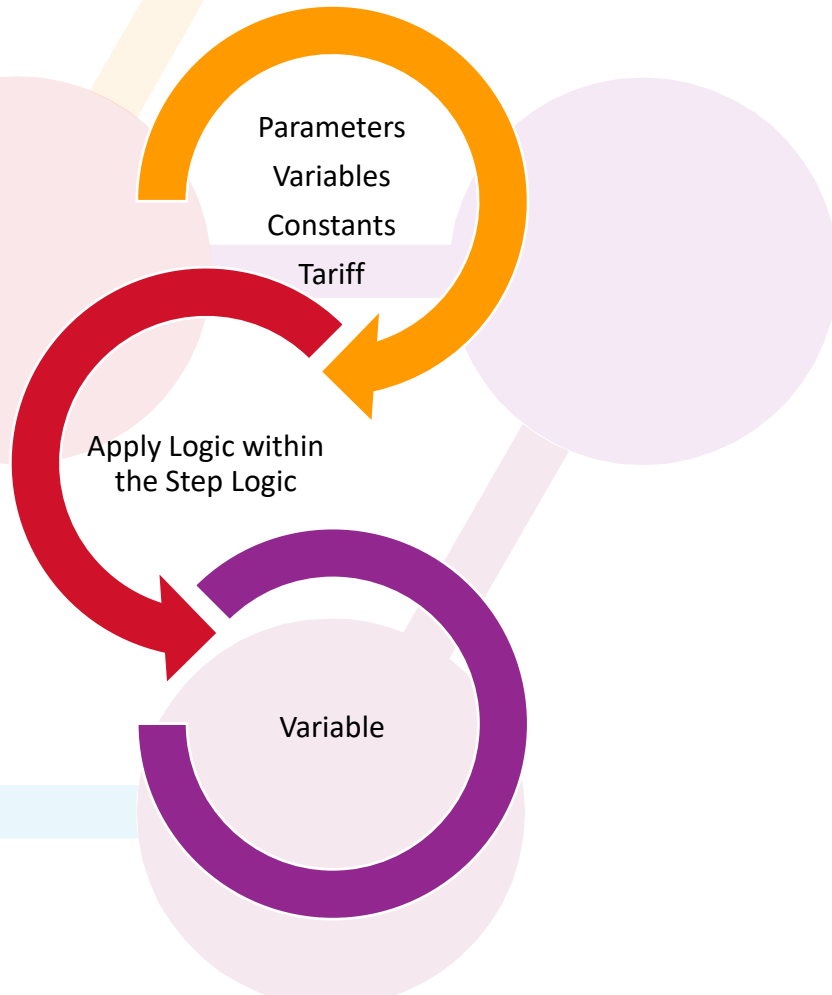 Parameters
Variables
Constants
Tariff
Apply Logic within
the Step Logic
Variable